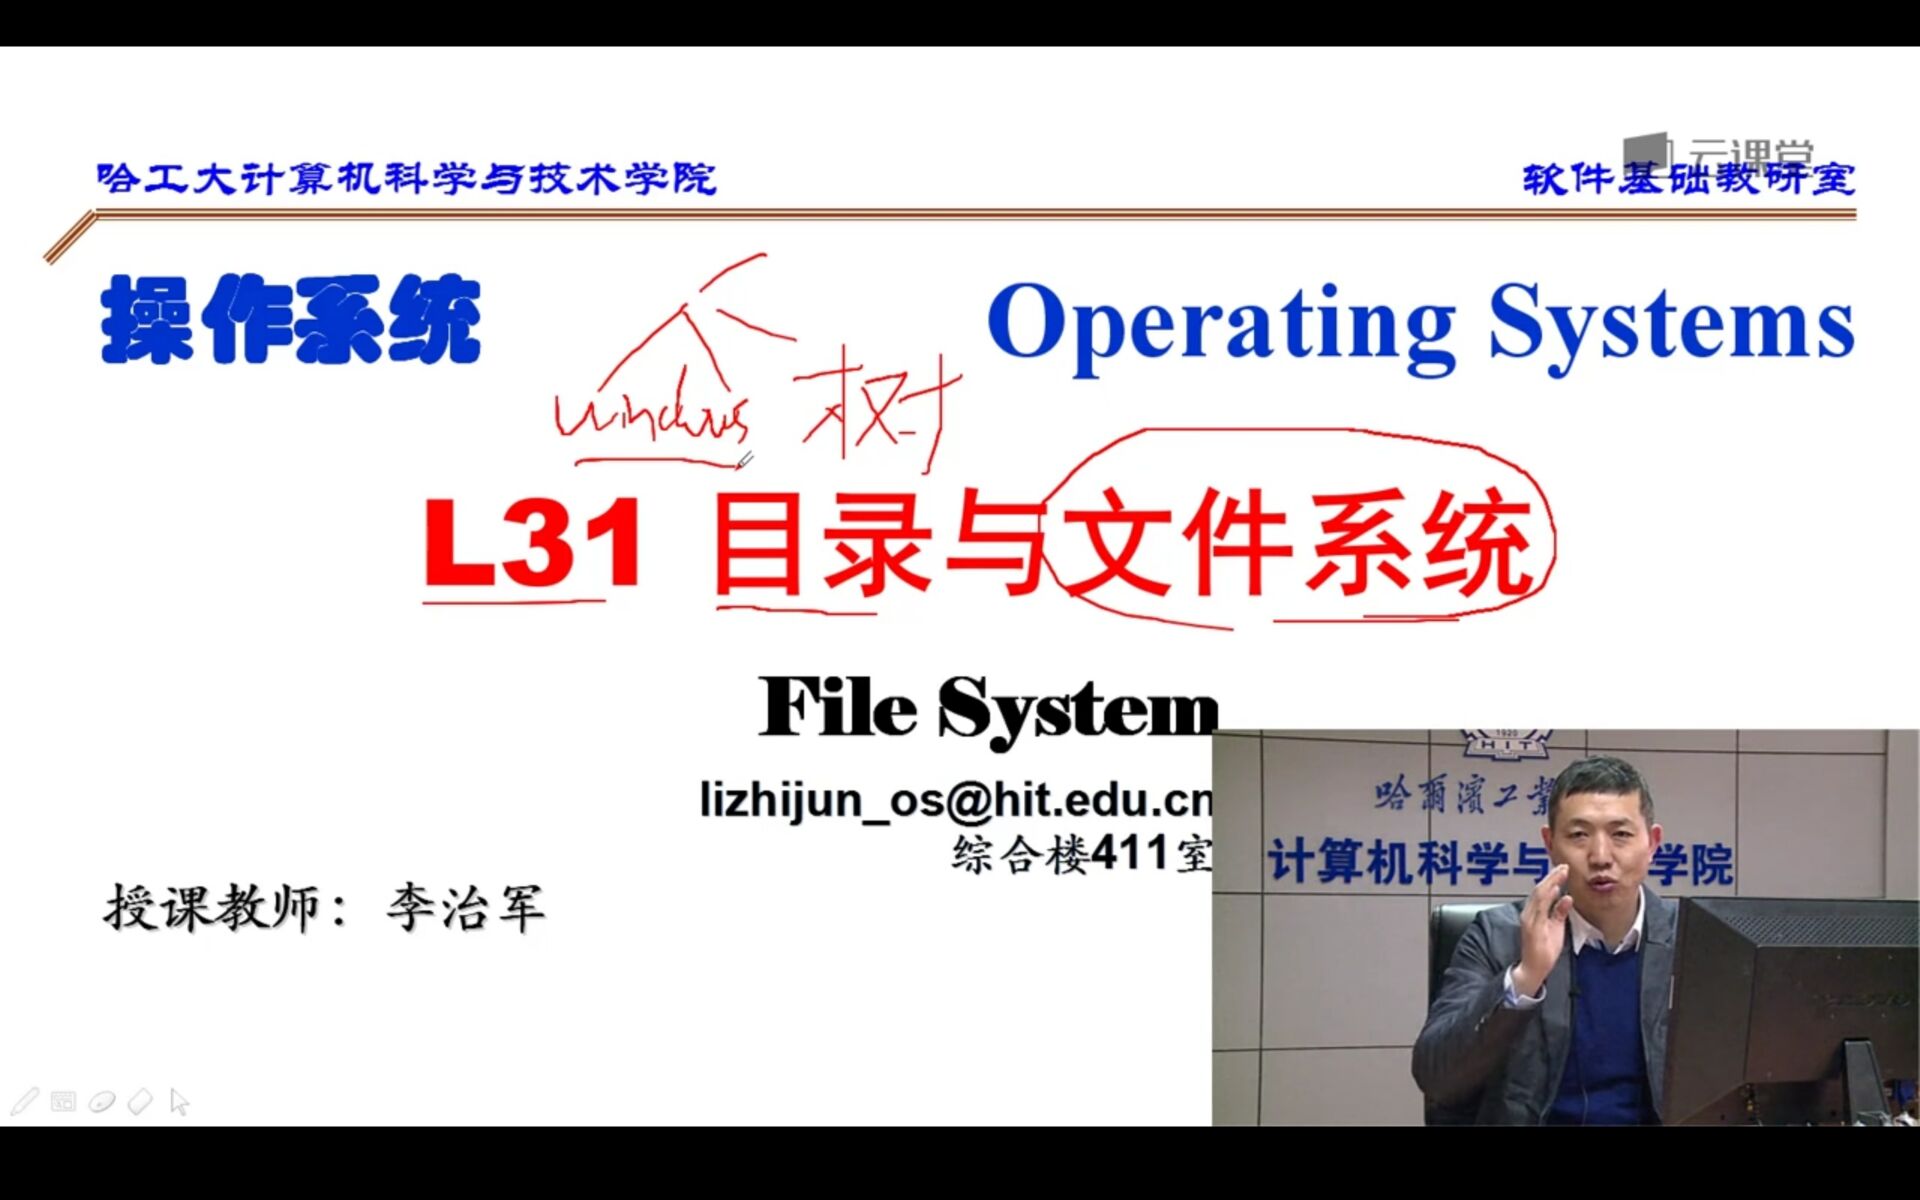 云课堂
哈工大计算机科学与技术学院
软件基础教研室
操作系统
Operating Systems
windows 树
L31 目录与文件系统
File System
lizhijun_os@hit.edu.cn
综合楼411室
授课教师： 李治军
1920
HIT
哈爾濱工業
计算机科学与 学院